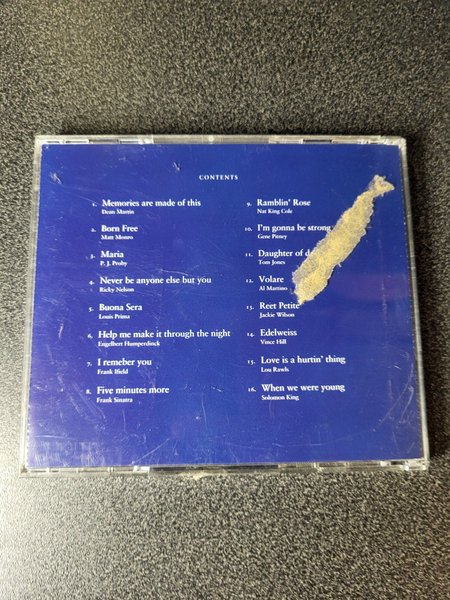 CONTENTS
1. Memories are made of this
Dean Martin
2. Born Free
Matt Monro
3. Maria
P. J. Proby
4. Never be anyone else but you
Ricky Nelson
5. Buona Sera
Louis Prima
6. Help me make it through the night
Engelbert Humperdinck
7. I remeber you
Frank Ifield
8. Five minutes more
Frank Sinatra
9. Ramblin' Rose
Nat King Cole
10. I'm gonna be strong
Gene Pitney
11. Daughter of
Tom Jones
12. Volare
Al Martino
13. Reet Petite
Jackie Wilson
14. Edelweiss
Vince Hill
15. Love is a hurtin' thing
Lou Rawls
16. When we were young
Solomon King